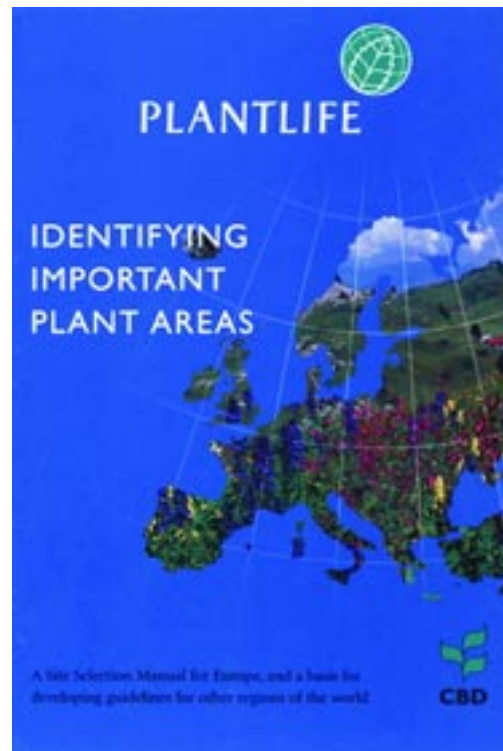 PLANTLIFE
IDENTIFYING
IMPORTANT
PLANT AREAS
A Site Selection Manual for Europe, and a basis for
developing guidelines for other regions of the world
CBD